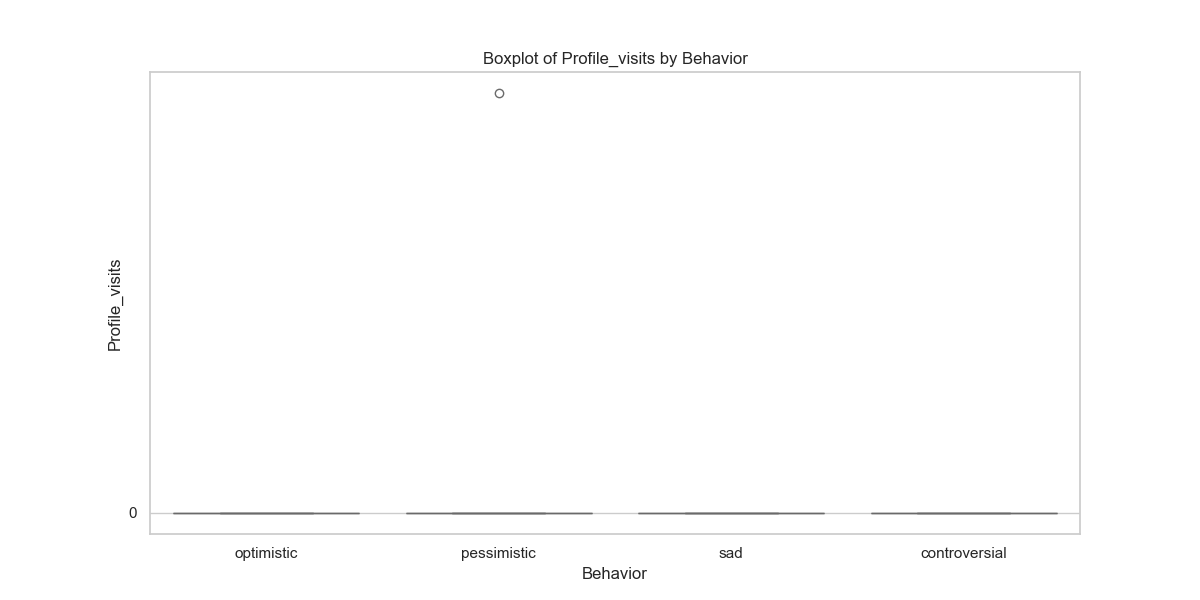 Boxplot of Profile_visits by Behavior
Profile_visits
0
optimistic pessimistic sad controversial
Behavior